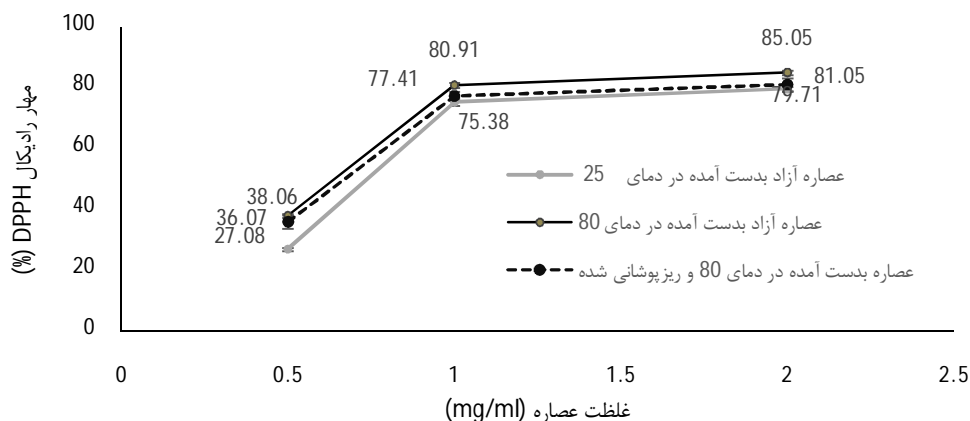 100
80
60
40
20
0
مهار رادیکال DPPH (%)
80.91
85.05
77.41
81.05
79.71
75.38
38.06
36.07
27.08
عصاره آزاد بدست آمده در دمای 25
عصاره آزاد بدست آمده در دمای 80
عصاره بدست آمده در دمای 80 و ریزپوشانی شده
0 0.5 1 1.5 2 2.5
غلظت عصاره (mg/ml)